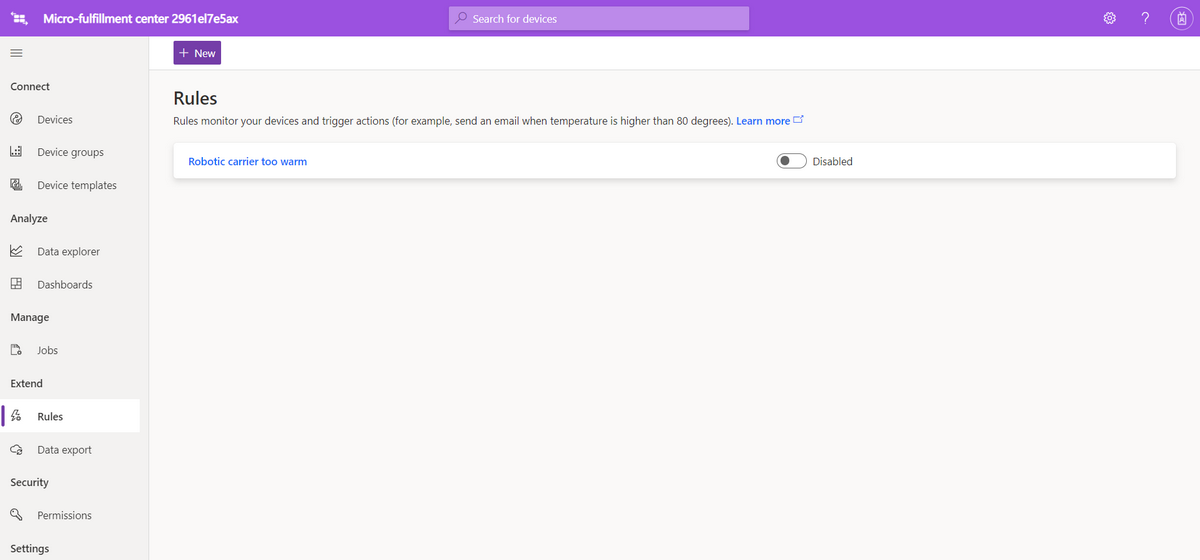 Micro-fulfillment center 2961el7e5ax
Search for devices
?
+ New
Connect
Devices
Device groups
Device templates
Analyze
Data explorer
Dashboards
Manage
Jobs
Extend
Rules
Data export
Security
Permissions
Settings
Rules
Rules monitor your devices and trigger actions (for example, send an email when temperature is higher than 80 degrees). Learn more
Robotic carrier too warm
Disabled